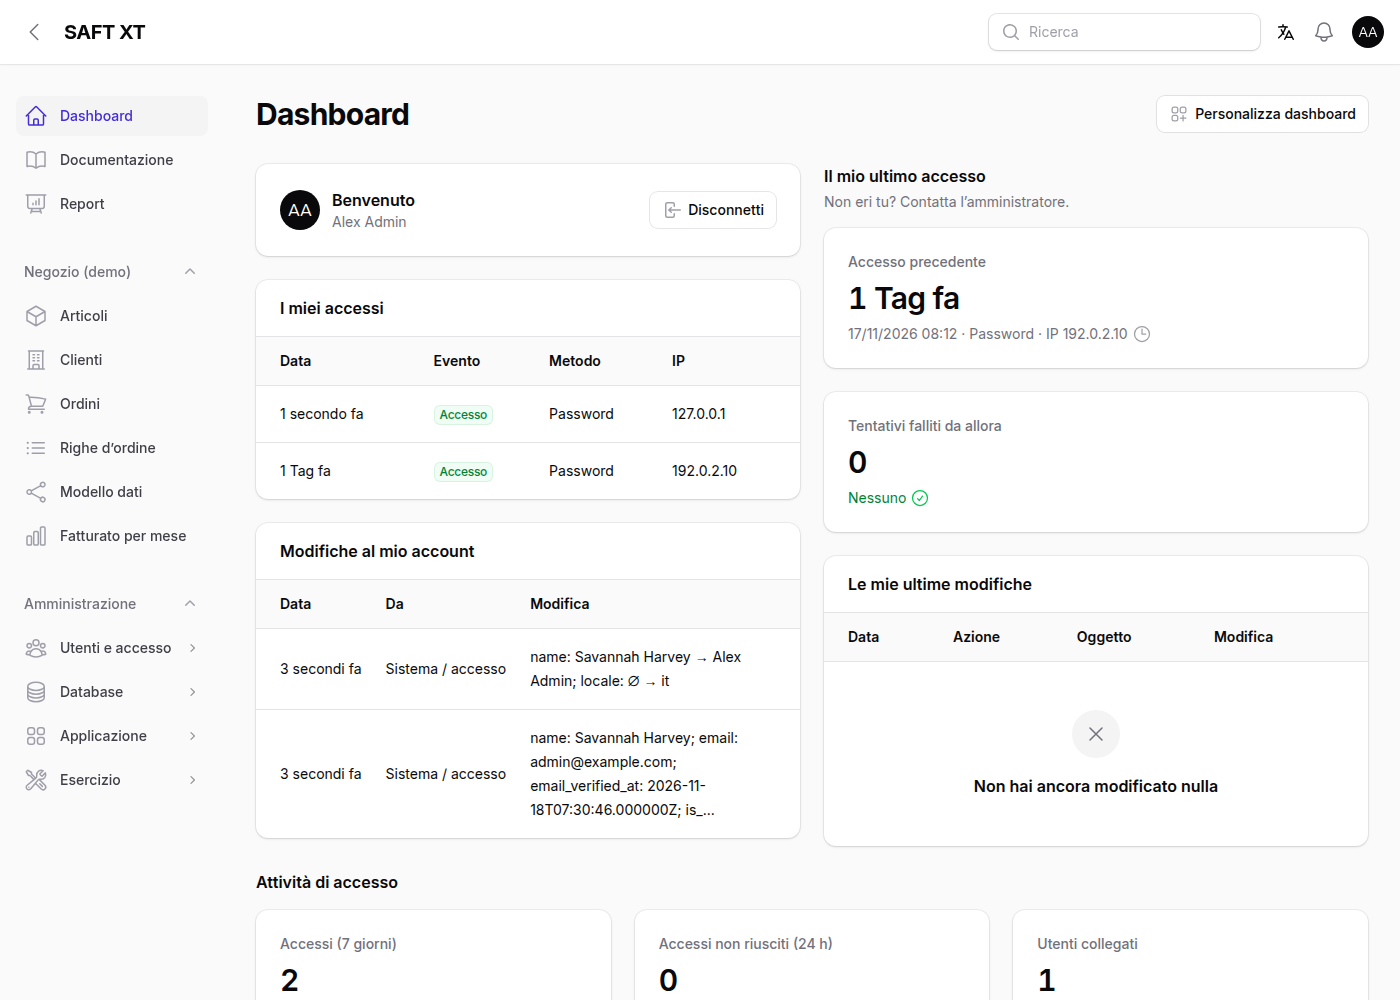 SAFT XT
Ricerca
AA
Dashboard
Documentazione
Report
Negozio (demo)
Articoli
Clienti
Ordini
Righe d’ordine
Modello dati
Fatturato per mese
Amministrazione
Utenti e accesso
Database
Applicazione
Esercizio
Dashboard
Personalizza dashboard
AA
Benvenuto
Alex Admin
Disconnetti
I miei accessi
Data Evento Metodo IP
1 secondo fa Accesso Password 127.0.0.1
1 Tag fa Accesso Password 192.0.2.10
Modifiche al mio account
Data Da Modifica
3 secondi fa Sistema / accesso name: Savannah Harvey → Alex
Admin; locale: ∅ → it
3 secondi fa Sistema / accesso name: Savannah Harvey; email:
admin@example.com;
email_verified_at: 2026-11-
18T07:30:46.000000Z; is_...
Il mio ultimo accesso
Non eri tu? Contatta l’amministratore.
Accesso precedente
1 Tag fa
17/11/2026 08:12 · Password · IP 192.0.2.10
Tentativi falliti da allora
0
Nessuno
Le mie ultime modifiche
Data Azione Oggetto Modifica
Non hai ancora modificato nulla
Attività di accesso
Accessi (7 giorni)
2
Accessi non riusciti (24 h)
0
Utenti collegati
1